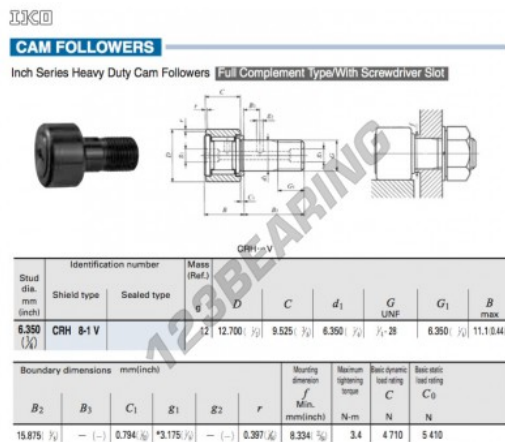 IKO
CAM FOLLOWERS
Inch Series Heavy Duty Cam Followers Full Complement Type/With Screwdriver Slot
CRH···V
123BEARING
Stud dia. mm (inch)
Identification number
Shield type Sealed type
Mass (Ref.) g
D C d1 G UNF G1 B max
6.350 (1/4) CRH 8-1 V 12 12.700(1/2) 9.525(3/8) 6.350(1/4) 1/4-28 6.350(1/4) 11.1(0.44)
Boundary dimensions mm(inch)
B2 B3 C1 g1 g2 r
Mounting dimension f Min. mm(inch)
Maximum tightening torque N-m
Basic dynamic load rating C N
Basic static load rating C0 N
15.875(5/8) — (—) 0.794(1/32) *3.175(1/8) — (—) 0.397(1/64) 8.334(21/64) 3.4 4 710 5 410